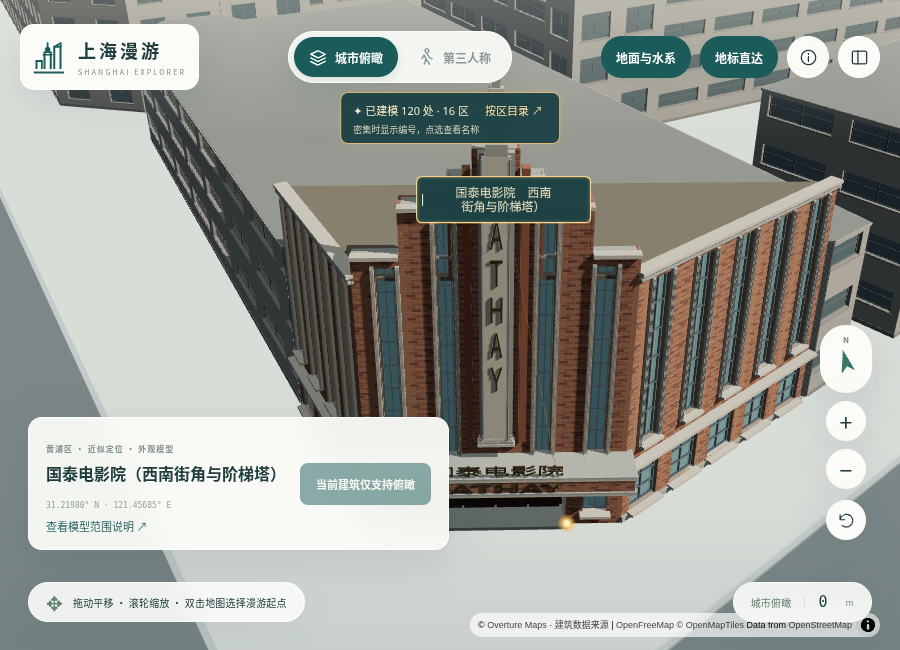 上海漫游
SHANGHAI EXPLORER
城市俯瞰
第三人称
地面与水系
地标直达
✦ 已建模 120 处 · 16 区 按区目录 ↗
密集时显示编号，点选查看名称
国泰电影院 西南
街角与阶梯塔）
ATHAY
泰电影院
N
+
−
黄浦区 · 近似定位 · 外观模型
国泰电影院（西南街角与阶梯塔）
当前建筑仅支持俯瞰
31.21980° N · 121.45685° E
查看模型范围说明 ↗
拖动平移 · 滚轮缩放 · 双击地图选择漫游起点
城市俯瞰 0 m
© Overture Maps · 建筑数据来源 | OpenFreeMap © OpenMapTiles Data from OpenStreetMap